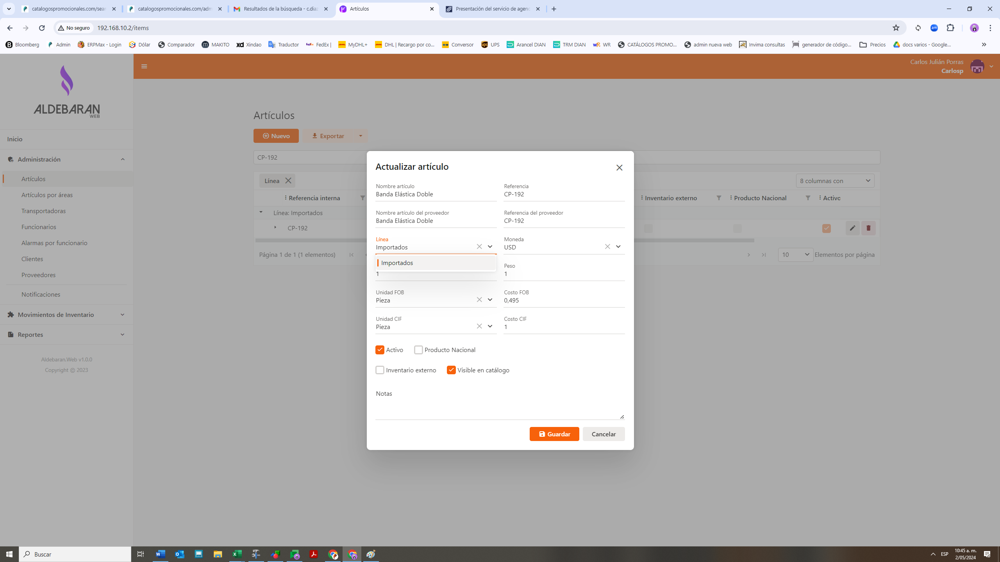 catalogospromocionales.com/sear
catalogospromocionales.com/adm
Resultados de la búsqueda - c.diaz
Artículos
Presentación del servicio de agenc
No seguro
192.168.10.2/items
Bloomberg
Admin
ERPMax - Login
Dólar
Comparador
MAKITO
Xindao
Traductor
FedEx |
MyDHL+
DHL | Recargo por co...
Conversor
UPS
Arancel DIAN
TRM DIAN
WR
CATÁLOGOS PROMO...
admin nueva web
Invima consultas
generador de código...
Precios
docs varios - Google...
ALDEBARAN
WEB
Carlos Julián Porras
Carlosp
Inicio
Administración
Artículos
Artículos por áreas
Transportadoras
Funcionarios
Alarmas por funcionario
Clientes
Proveedores
Notificaciones
Movimientos de Inventario
Reportes
Aldebaran.Web v1.0.0
Copyright © 2023
Artículos
Nuevo
Exportar
CP-192
Línea
8 columnas con
Referencia interna
Inventario externo
Producto Nacional
Activo
Línea: Importados
CP-192
Página 1 de 1 (1 elementos)
10
Elementos por página
Actualizar artículo
Nombre artículo
Banda Elástica Doble
Referencia
CP-192
Nombre artículo del proveedor
Banda Elástica Doble
Referencia del proveedor
CP-192
Línea
Importados
Moneda
USD
Importados
1
Peso
1
Unidad FOB
Pieza
Costo FOB
0,495
Unidad CIF
Pieza
Costo CIF
1
Activo
Producto Nacional
Inventario externo
Visible en catálogo
Notas
Guardar
Cancelar
Buscar
ESP
10:45 a. m.
2/05/2024